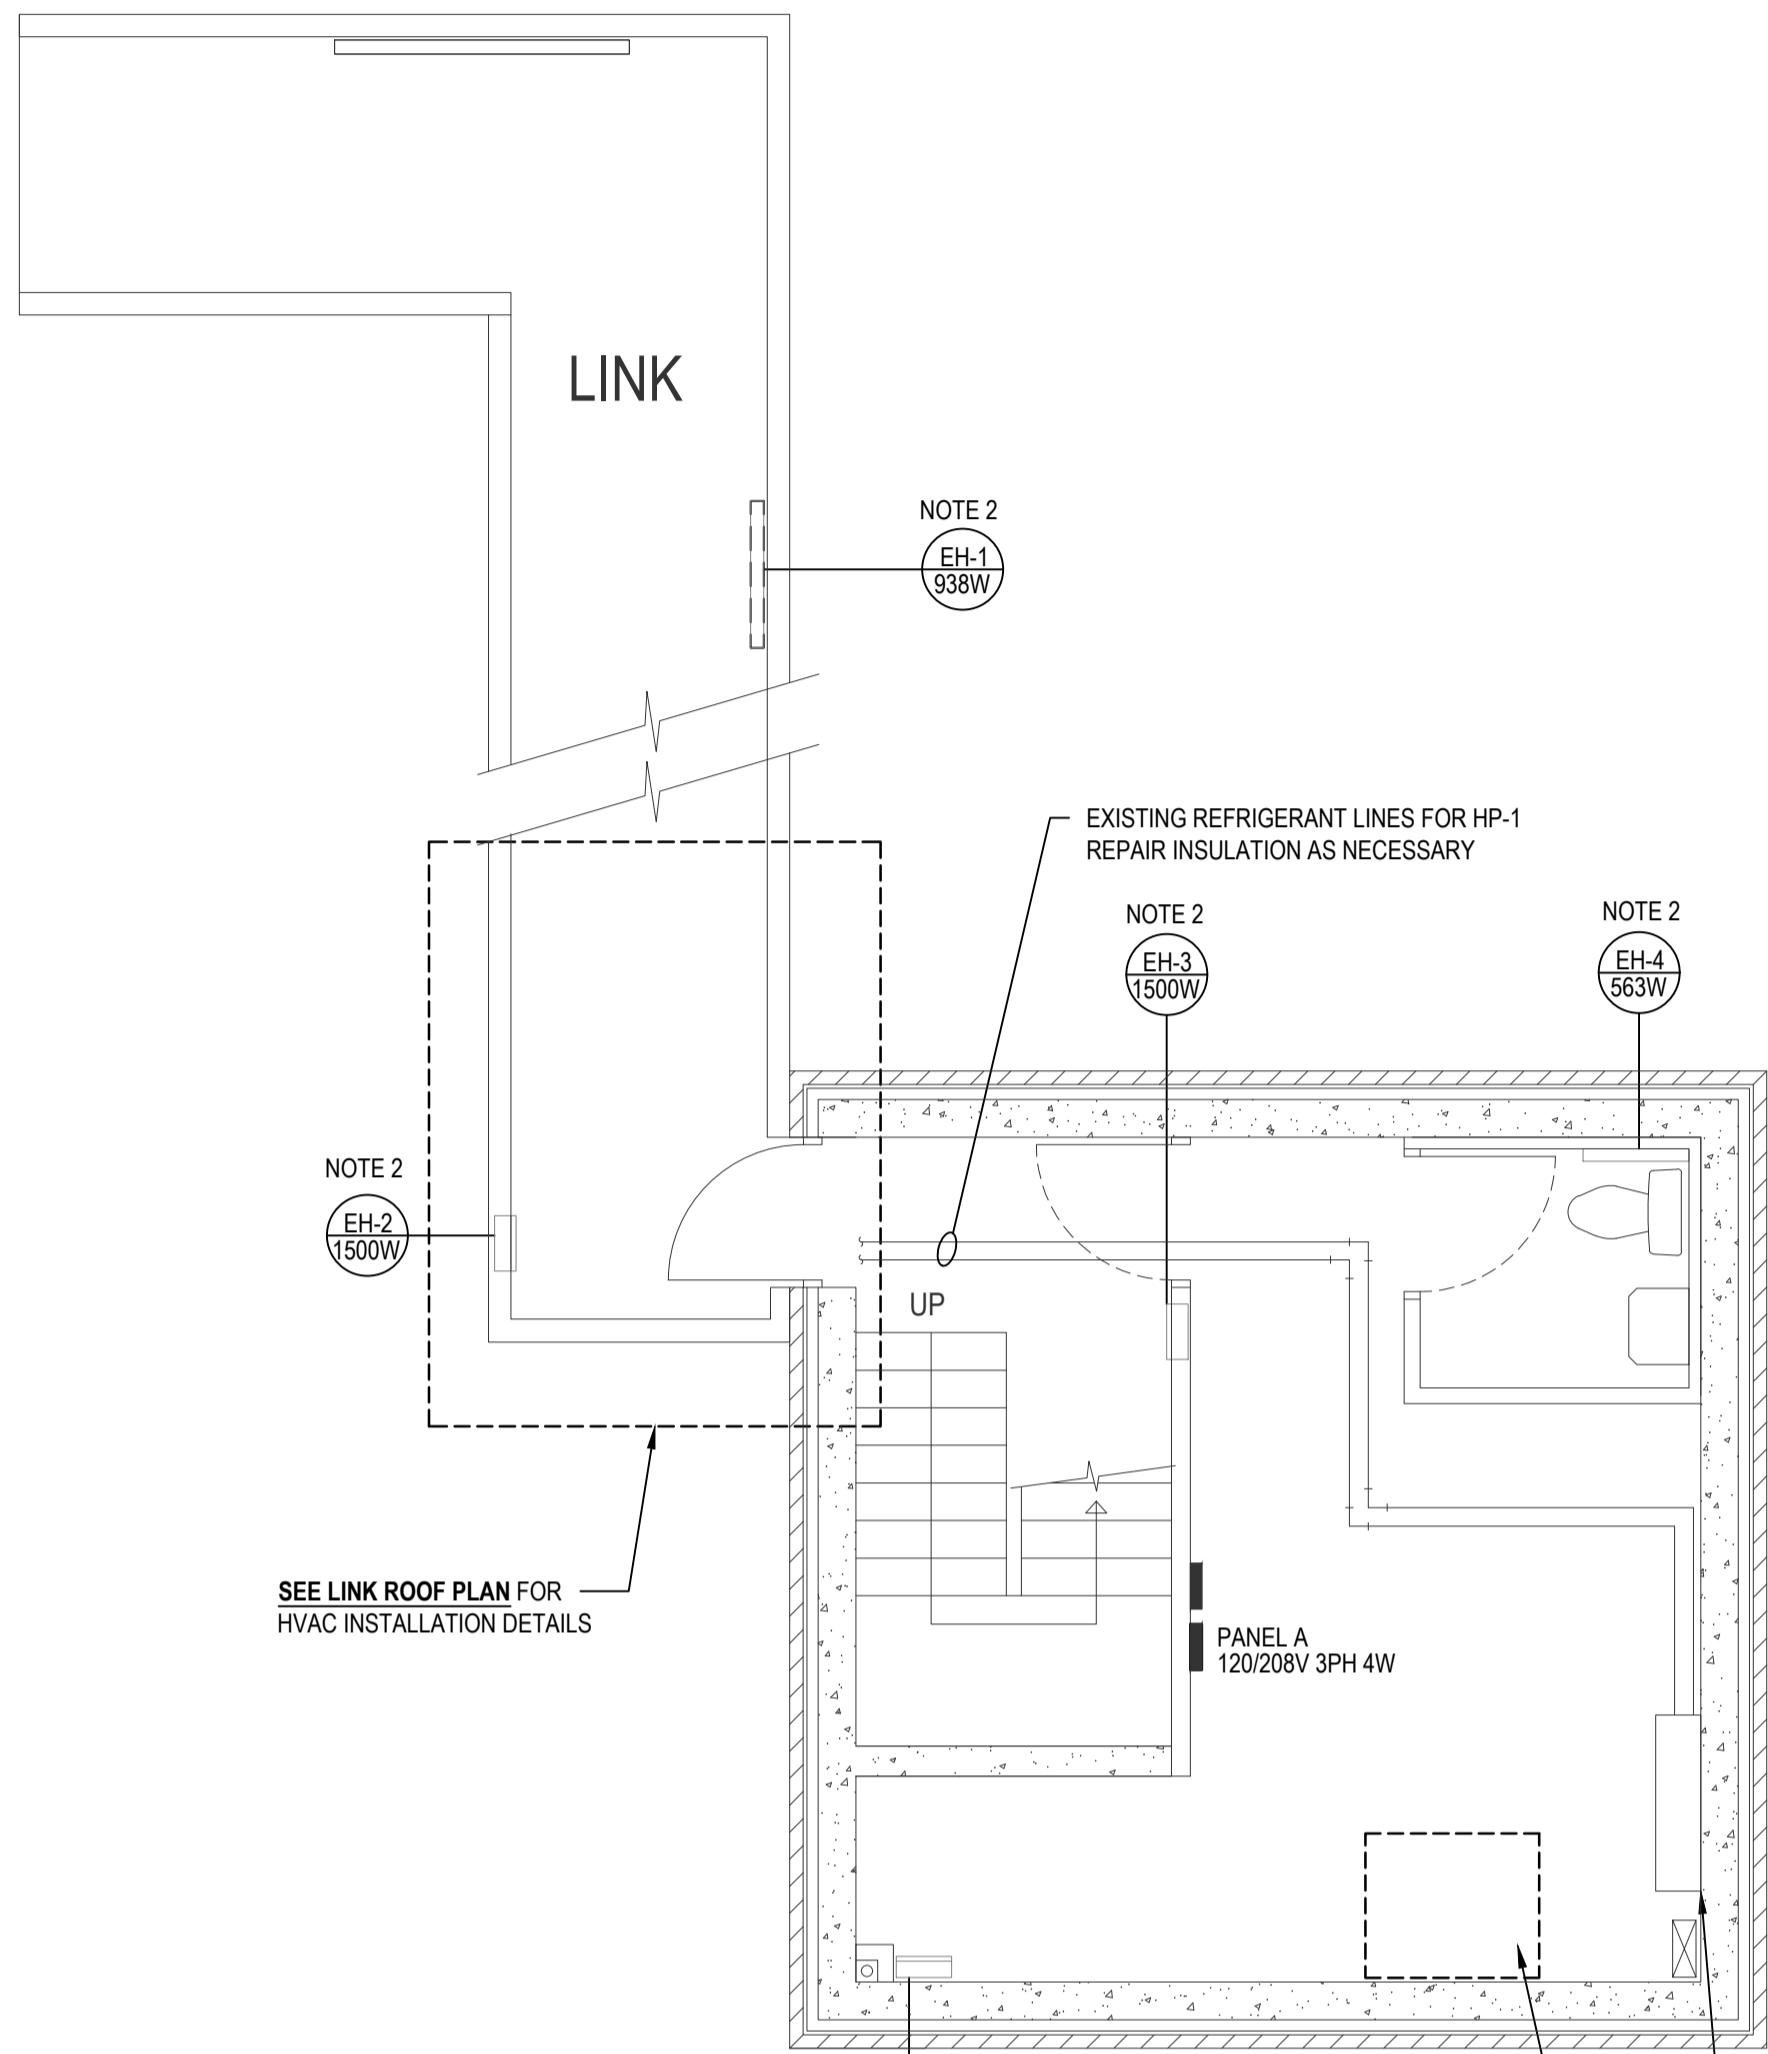 LINK
NOTE 2
EH-1
938W
EXISTING REFRIGERANT LINES FOR HP-1
REPAIR INSULATION AS NECESSARY
NOTE 2
EH-3
1500W
NOTE 2
EH-4
563W
NOTE 2
EH-2
1500W
UP
SEE LINK ROOF PLAN FOR
HVAC INSTALLATION DETAILS
PANEL A
120/208V 3PH 4W